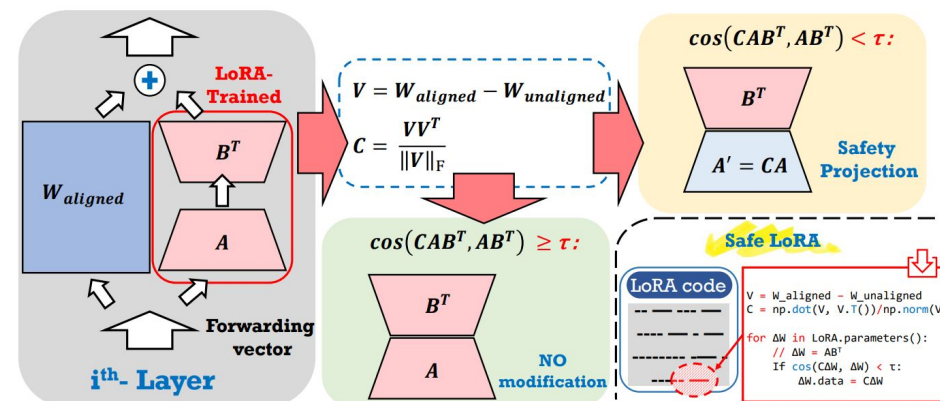 LoRA-
Trained
B^T
W_aligned
A
Forwarding
vector
i^th- Layer
V = W_aligned − W_unaligned
C = VV^T / ‖V‖_F
cos(CAB^T, AB^T) ≥ τ:
B^T
A
NO
modification
cos(CAB^T, AB^T) < τ:
B^T
A′ = CA
Safety
Projection
Safe LoRA
LoRA code
V = W_aligned − W_unaligned
C = np.dot(V, V.T())/np.norm(V
for ΔW in LoRA.parameters():
// ΔW = AB^T
If cos(CΔW, ΔW) < τ:
ΔW.data = CΔW